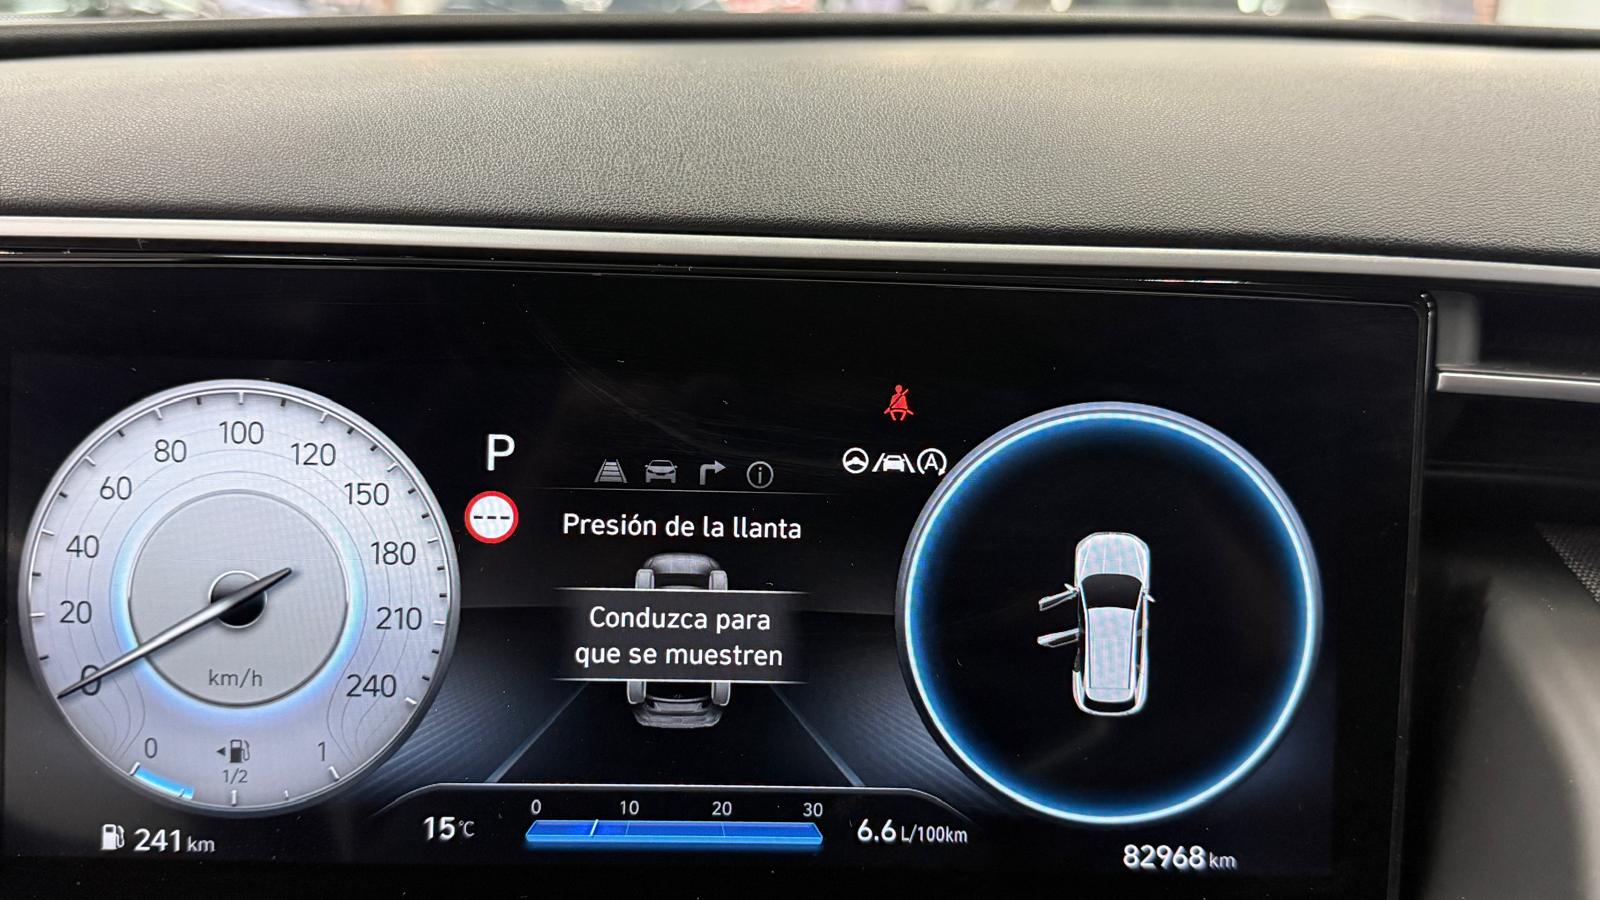 0
20
40
60
80
100
120
150
180
210
240
km/h
0
1/2
1
241 km
P
---
Presión de la llanta
Conduzca para
que se muestren
A
15 °C
0 10 20 30
6.6 L/100km
82968 km